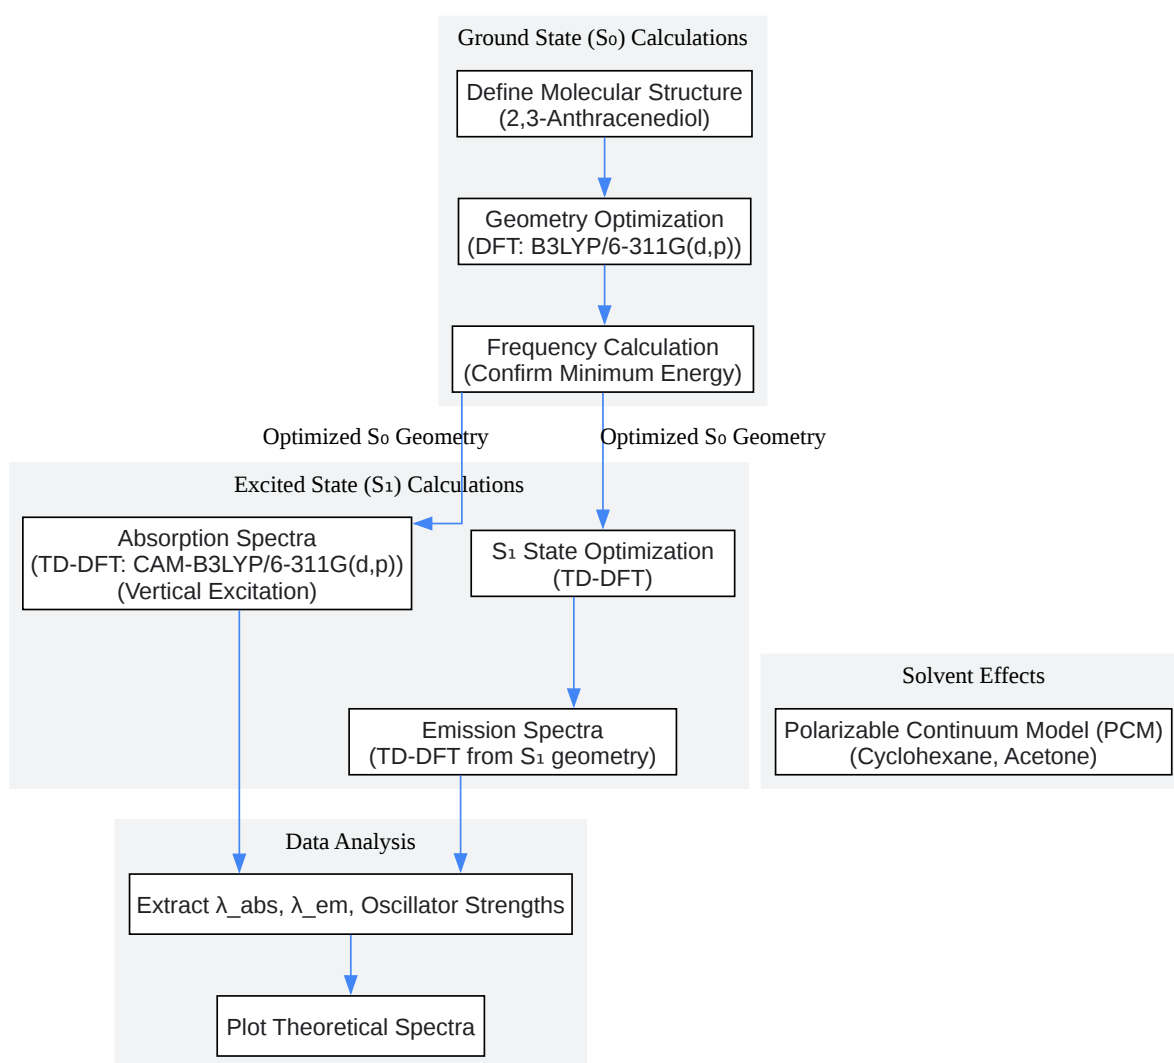 Ground State (S₀) Calculations
Define Molecular Structure
(2,3-Anthracenediol)
Geometry Optimization
(DFT: B3LYP/6-311G(d,p))
Frequency Calculation
(Confirm Minimum Energy)
Optimized S₀ Geometry
Optimized S₀ Geometry
Excited State (S₁) Calculations
Absorption Spectra
(TD-DFT: CAM-B3LYP/6-311G(d,p))
(Vertical Excitation)
S₁ State Optimization
(TD-DFT)
Emission Spectra
(TD-DFT from S₁ geometry)
Solvent Effects
Polarizable Continuum Model (PCM)
(Cyclohexane, Acetone)
Data Analysis
Extract λ_abs, λ_em, Oscillator Strengths
Plot Theoretical Spectra